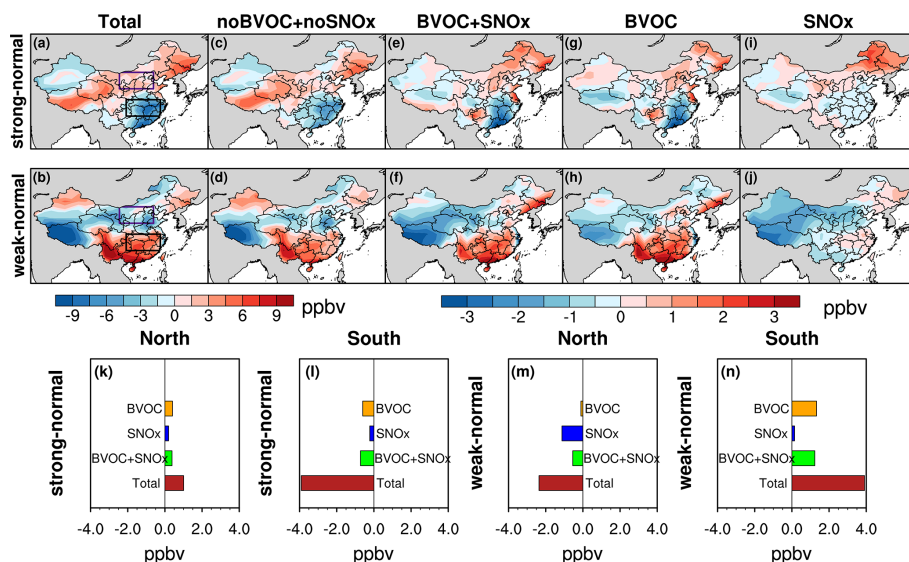 Total noBVOC+noSNOx BVOC+SNOx BVOC SNOx
strong-normal
(a) (c) (e) (g) (i)
weak-normal
(b) (d) (f) (h) (j)
-9 -6 -3 0 3 6 9 ppbv
-3 -2 -1 0 1 2 3 ppbv
North South North South
strong-normal
(k)
BVOC
SNOx
BVOC+SNOx
Total
-4.0 -2.0 0.0 2.0 4.0
ppbv
strong-normal
(l)
BVOC
SNOx
BVOC+SNOx
Total
-4.0 -2.0 0.0 2.0 4.0
ppbv
weak-normal
(m)
BVOC
SNOx
BVOC+SNOx
Total
-4.0 -2.0 0.0 2.0 4.0
ppbv
weak-normal
(n)
BVOC
SNOx
BVOC+SNOx
Total
-4.0 -2.0 0.0 2.0 4.0
ppbv